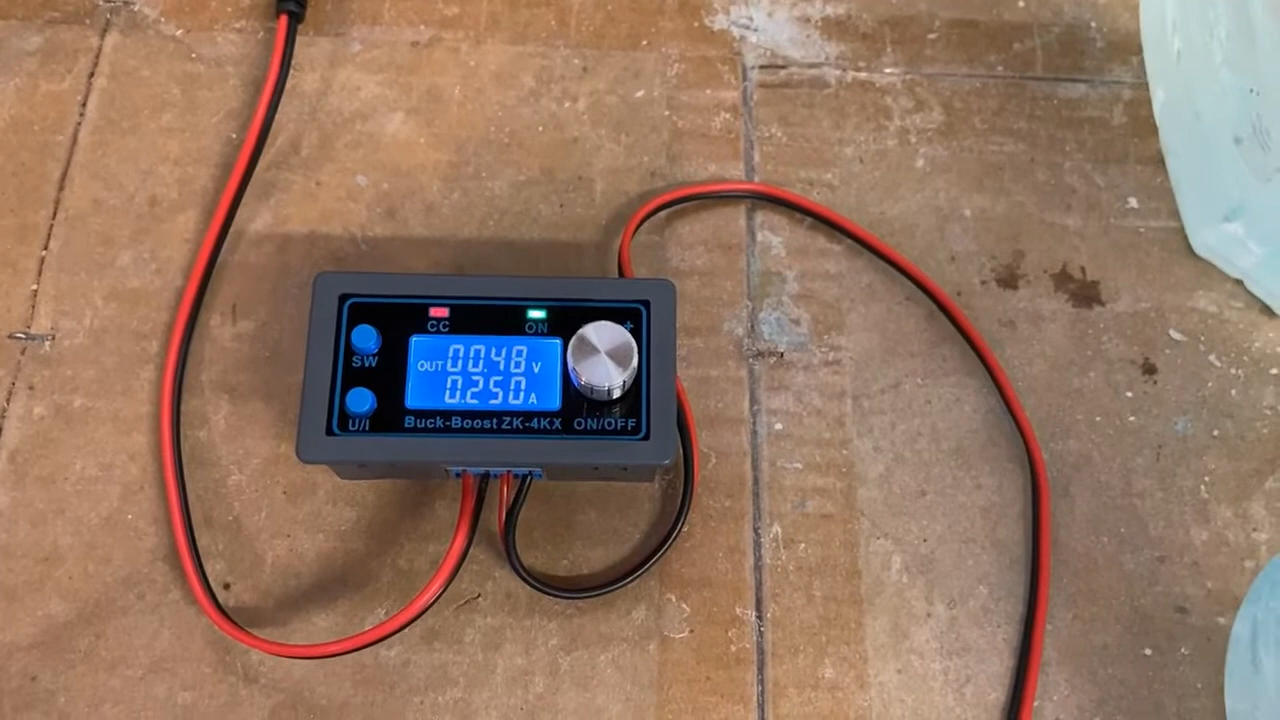 CC ON +
SW
OUT 00.48 V
0.250 A
U/I
Buck-Boost ZK-4KX ON/OFF